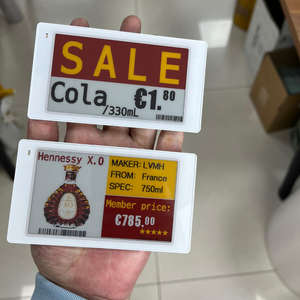 SALE
Cola /330mL €1.80
Hennessy X.O
MAKER: LVMH
FROM: France
SPEC: 750ml
Member price:
€785.00
★★★★★